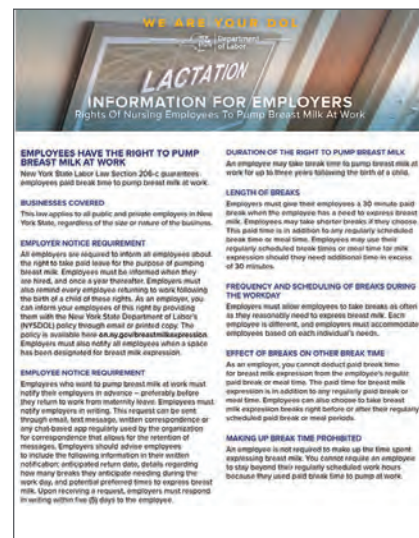 WE ARE YOUR DOL
NEW YORK STATE
Department
of Labor
LACTATION
INFORMATION FOR EMPLOYERS
Rights Of Nursing Employees To Pump Breast Milk At Work
EMPLOYEES HAVE THE RIGHT TO PUMP
BREAST MILK AT WORK
New York State Labor Law Section 206-c guarantees
employees paid break time to pump breast milk at work.
BUSINESSES COVERED
This law applies to all public and private employers in New
York State, regardless of the size or nature of the business.
EMPLOYER NOTICE REQUIREMENT
All employers are required to inform all employees about
the right to take paid leave for the purpose of pumping
breast milk. Employees must be informed when they
are hired, and once a year thereafter. Employers must
also remind every employee returning to work following
the birth of a child of these rights. As an employer, you
can inform your employees of this right by providing
them with the New York State Department of Labor's
(NYSDOL) policy through email or printed copy. The
policy is available here on.ny.gov/breastmilkexpression.
Employers must also notify all employees when a space
has been designated for breast milk expression.
EMPLOYEE NOTICE REQUIREMENT
Employees who want to pump breast milk at work must
notify their employers in advance – preferably before
they return to work from maternity leave. Employees must
notify employers in writing. This request can be sent
through email, text message, written correspondence or
any chat-based app regularly used by the organization
for correspondence that allows for the retention of
messages. Employers should advise employees
to include the following information in their written
notification: anticipated return date, details regarding
how many breaks they anticipate needing during the
work day, and potential preferred times to express breast
milk. Upon receiving a request, employers must respond
in writing within five (5) days to the employee.
DURATION OF THE RIGHT TO PUMP BREAST MILK
An employee may take break time to pump breast milk at
work for up to three years following the birth of a child.
LENGTH OF BREAKS
Employers must give their employees a 30 minute paid
break when the employee has a need to express breast
milk. Employees may take shorter breaks if they choose.
This paid time is in addition to any regularly scheduled
break time or meal time. Employees may use their
regularly scheduled break times or meal time for milk
expression should they need additional time in excess
of 30 minutes.
FREQUENCY AND SCHEDULING OF BREAKS DURING
THE WORKDAY
Employers must allow employees to take breaks as often
as they reasonably need to express breast milk. Each
employee is different, and employers must accommodate
employees based on each individual's needs.
EFFECT OF BREAKS ON OTHER BREAK TIME
As an employer, you cannot deduct paid break time
for breast milk expression from the employee's regular
paid break or meal time. The paid time for breast milk
expression is in addition to any regularly paid break or
meal time. Employees can also choose to take breast
milk expression breaks right before or after their regularly
scheduled paid break or meal periods.
MAKING UP BREAK TIME PROHIBITED
An employee is not required to make up the time spent
expressing breast milk. You cannot require an employee
to stay beyond their regularly scheduled work hours
because they used paid break time to pump at work.